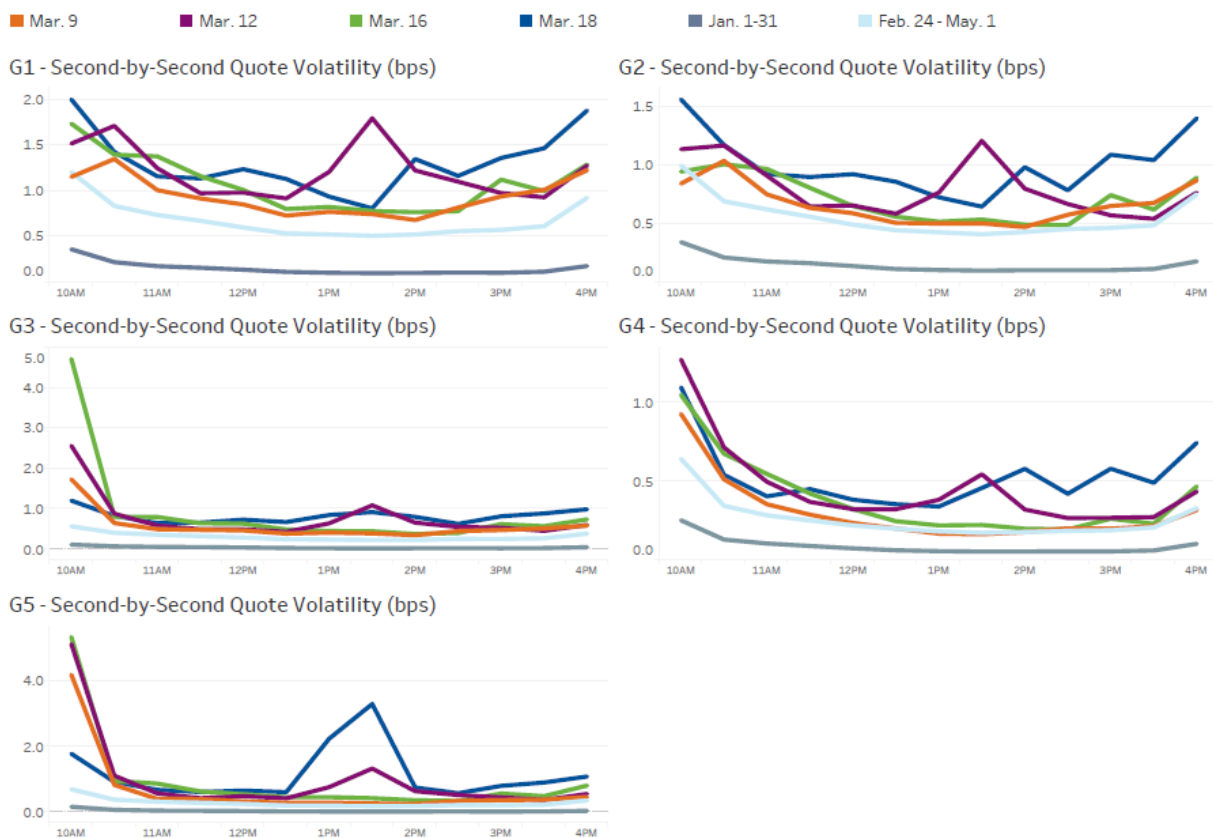 Mar. 9 Mar. 12 Mar. 16 Mar. 18 Jan. 1-31 Feb. 24 - May. 1
G1 - Second-by-Second Quote Volatility (bps)
2.0
1.5
1.0
0.5
0.0
10AM 11AM 12PM 1PM 2PM 3PM 4PM
G2 - Second-by-Second Quote Volatility (bps)
1.5
1.0
0.5
0.0
10AM 11AM 12PM 1PM 2PM 3PM 4PM
G3 - Second-by-Second Quote Volatility (bps)
5.0
4.0
3.0
2.0
1.0
0.0
10AM 11AM 12PM 1PM 2PM 3PM 4PM
G4 - Second-by-Second Quote Volatility (bps)
1.0
0.5
0.0
10AM 11AM 12PM 1PM 2PM 3PM 4PM
G5 - Second-by-Second Quote Volatility (bps)
4.0
2.0
0.0
10AM 11AM 12PM 1PM 2PM 3PM 4PM